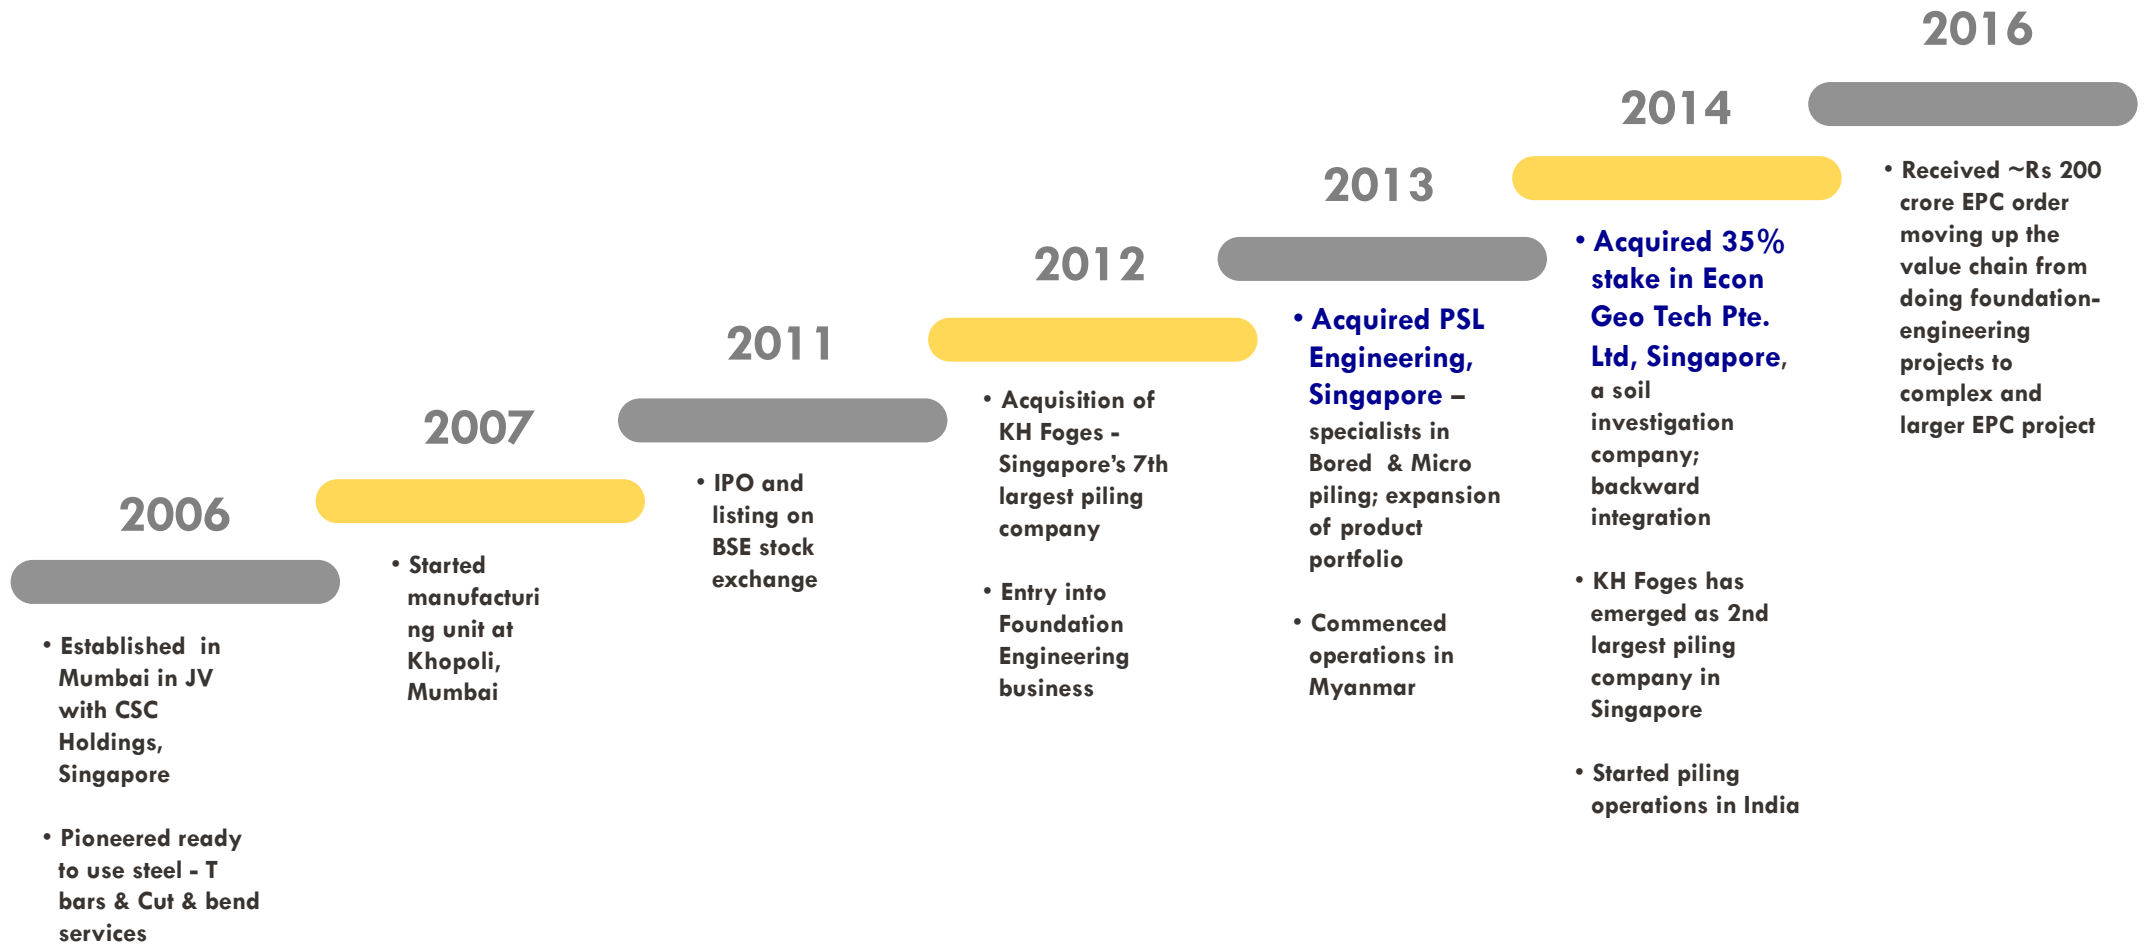 2006
• Established  in
Mumbai in JV
with CSC
Holdings,
Singapore
• Pioneered ready
to use steel - T
bars & Cut & bend
services
2007
• Started
manufacturi
ng unit at
Khopoli,
Mumbai
2011
• IPO and
listing on
BSE stock
exchange
2012
• Acquisition of
KH Foges -
Singapore’s 7th
largest piling
company
• Entry into
Foundation
Engineering
business
2013
• Acquired PSL
Engineering,
Singapore –
specialists in
Bored  & Micro
piling; expansion
of product
portfolio
• Commenced
operations in
Myanmar
2014
• Acquired 35%
stake in Econ
Geo Tech Pte.
Ltd, Singapore,
a soil
investigation
company;
backward
integration
• KH Foges has
emerged as 2nd
largest piling
company in
Singapore
• Started piling
operations in India
2016
• Received ~Rs 200
crore EPC order
moving up the
value chain from
doing foundation-
engineering
projects to
complex and
larger EPC project